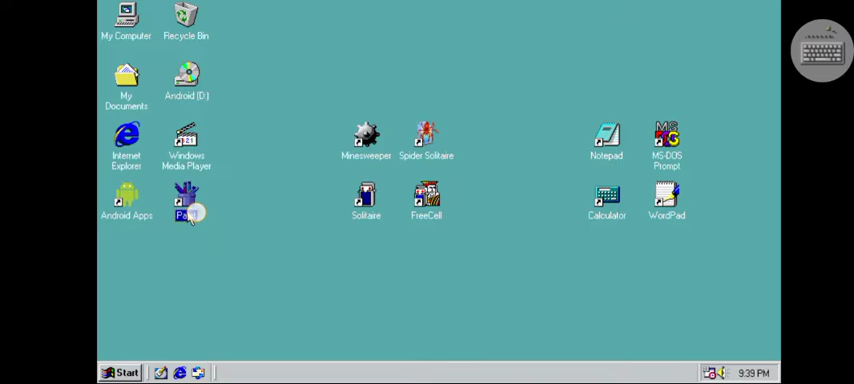 My Computer
Recycle Bin
My
Documents
Android (D:)
Internet
Explorer
Windows
Media Player
Minesweeper
Spider Solitaire
Notepad
MS-DOS
Prompt
Android Apps
Solitaire
FreeCell
Calculator
WordPad
Start
9:39 PM